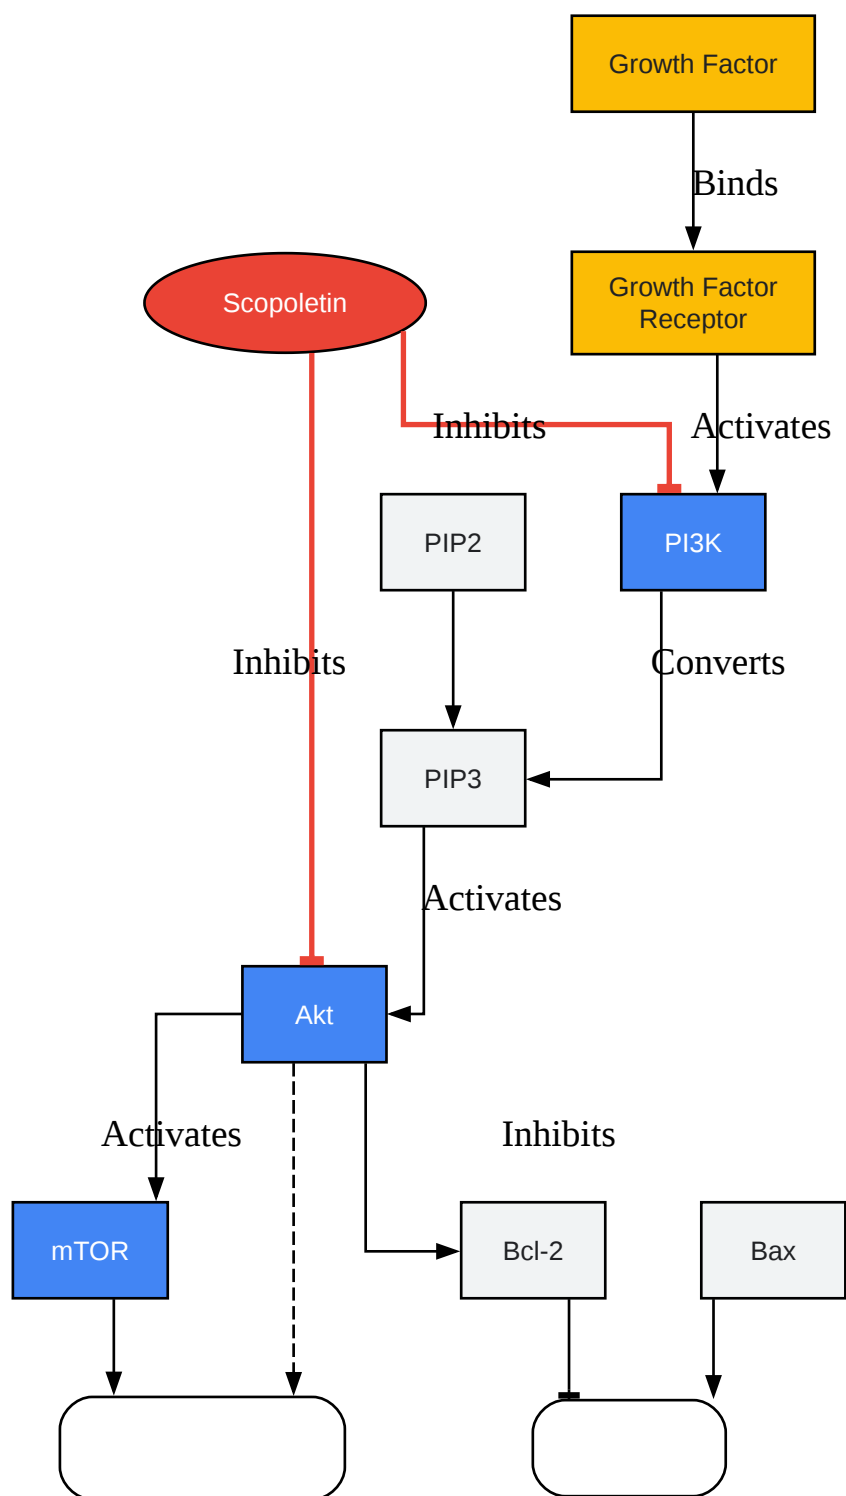 Growth Factor
Binds
Scopoletin
Growth Factor
Receptor
Inhibits
Activates
PIP2
PI3K
Inhibits
Converts
PIP3
Activates
Akt
Activates
Inhibits
mTOR
Bcl-2
Bax